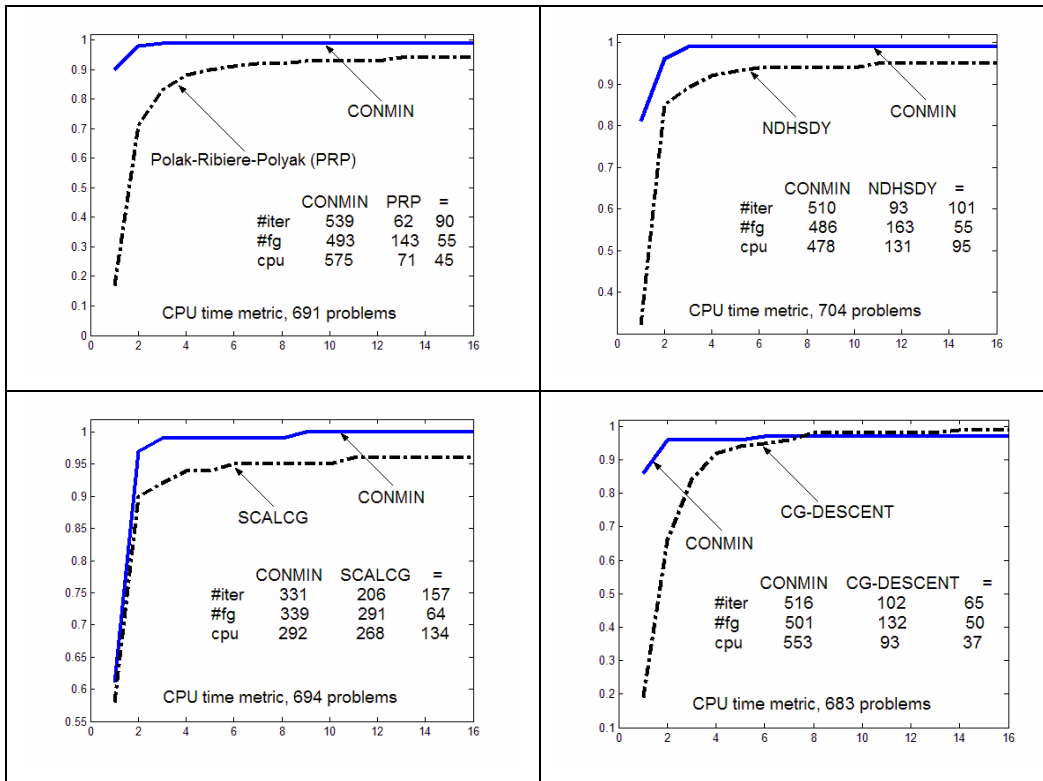 1
0.9
0.8
0.7
0.6
0.5
0.4
0.3
0.2
0.1
0
0 2 4 6 8 10 12 14 16
CONMIN
Polak-Ribiere-Polyak (PRP)
CONMIN PRP =
#iter 539 62 90
#fg 493 143 55
cpu 575 71 45
CPU time metric, 691 problems
1
0.9
0.8
0.7
0.6
0.5
0.4
0 2 4 6 8 10 12 14 16
NDHSDY
CONMIN
CONMIN NDHSDY =
#iter 510 93 101
#fg 486 163 55
cpu 478 131 95
CPU time metric, 704 problems
1
0.95
0.9
0.85
0.8
0.75
0.7
0.65
0.6
0.55
0 2 4 6 8 10 12 14 16
SCALCG
CONMIN
CONMIN SCALCG =
#iter 331 206 157
#fg 339 291 64
cpu 292 268 134
CPU time metric, 694 problems
1
0.9
0.8
0.7
0.6
0.5
0.4
0.3
0.2
0.1
0 2 4 6 8 10 12 14 16
CG-DESCENT
CONMIN
CONMIN CG-DESCENT =
#iter 516 102 65
#fg 501 132 50
cpu 553 93 37
CPU time metric, 683 problems